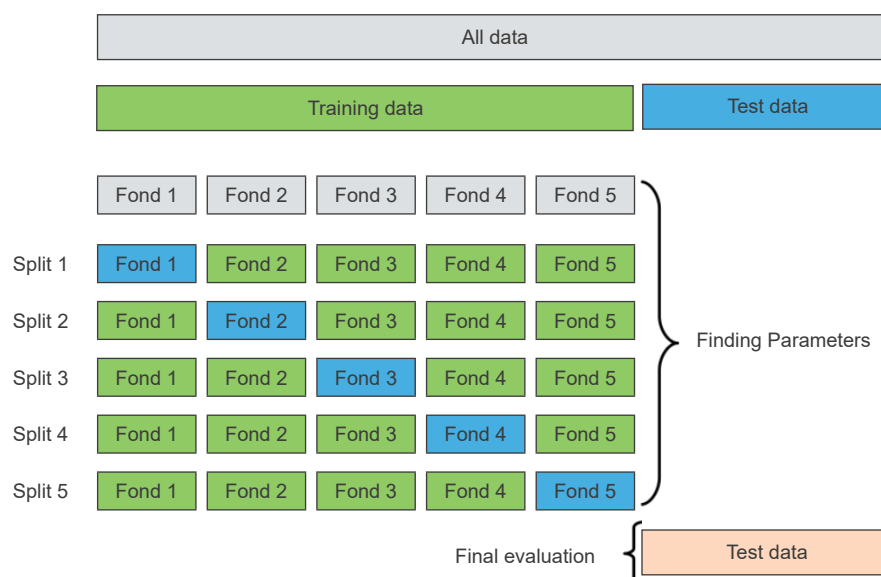 All data
Training data Test data
Fond 1 Fond 2 Fond 3 Fond 4 Fond 5
Split 1 Fond 1 Fond 2 Fond 3 Fond 4 Fond 5
Split 2 Fond 1 Fond 2 Fond 3 Fond 4 Fond 5
Finding Parameters
Split 3 Fond 1 Fond 2 Fond 3 Fond 4 Fond 5
Split 4 Fond 1 Fond 2 Fond 3 Fond 4 Fond 5
Split 5 Fond 1 Fond 2 Fond 3 Fond 4 Fond 5
Final evaluation Test data